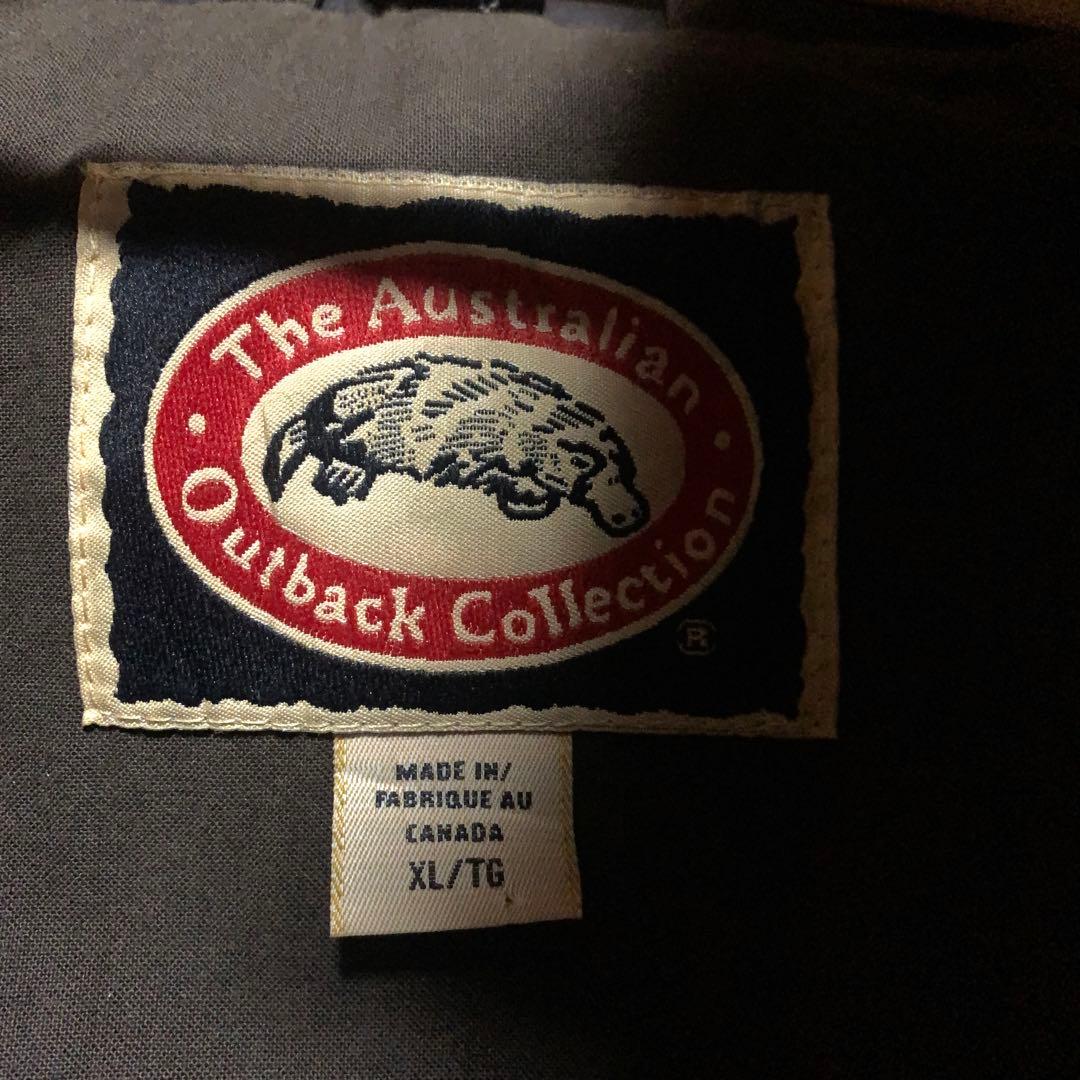 The Australian
Outback Collection
®
MADE IN/
FABRIQUE AU
CANADA
XL/TG